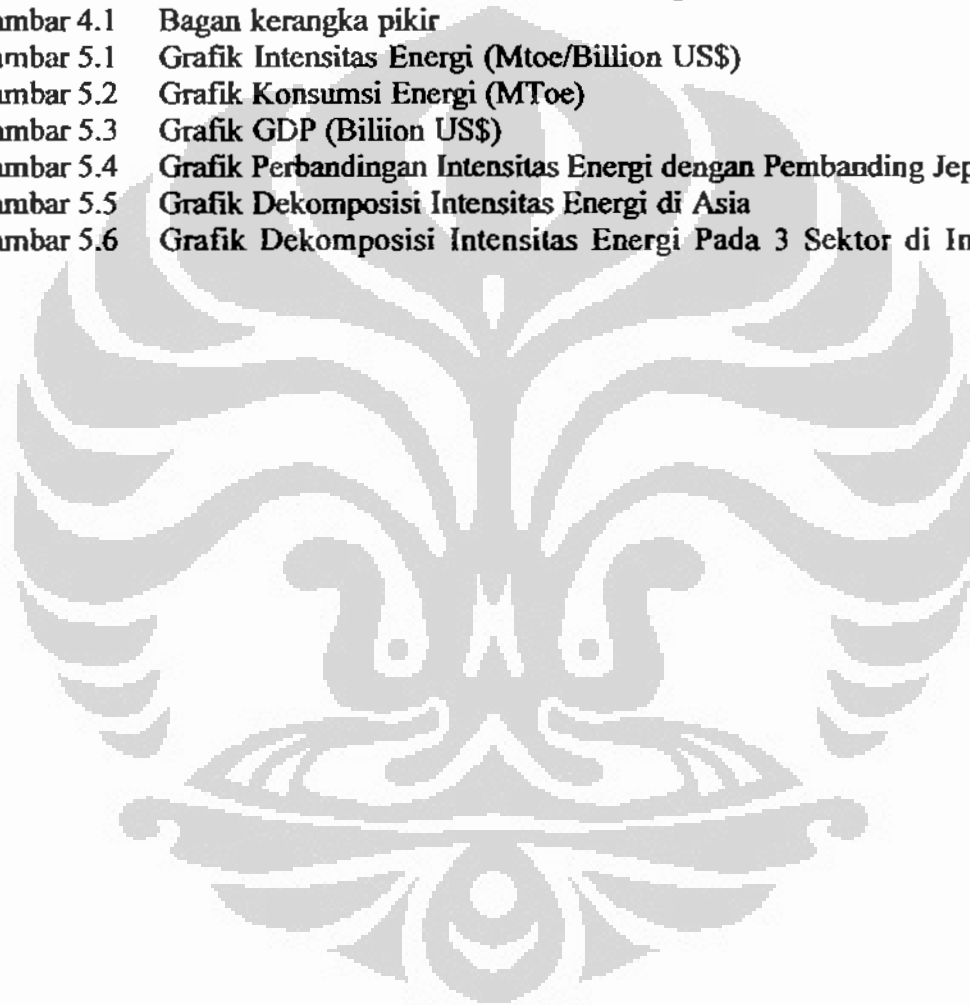 ambar 4.1 Bagan kerangka pikir
ambar 5.1 Grafik Intensitas Energi (Mtoe/Billion US$)
ambar 5.2 Grafik Konsumsi Energi (MToe)
ambar 5.3 Grafik GDP (Biliion US$)
ambar 5.4 Grafik Perbandingan Intensitas Energi dengan Pembanding Jep
ambar 5.5 Grafik Dekomposisi Intensitas Energi di Asia
ambar 5.6 Grafik Dekomposisi Intensitas Energi Pada 3 Sektor di In